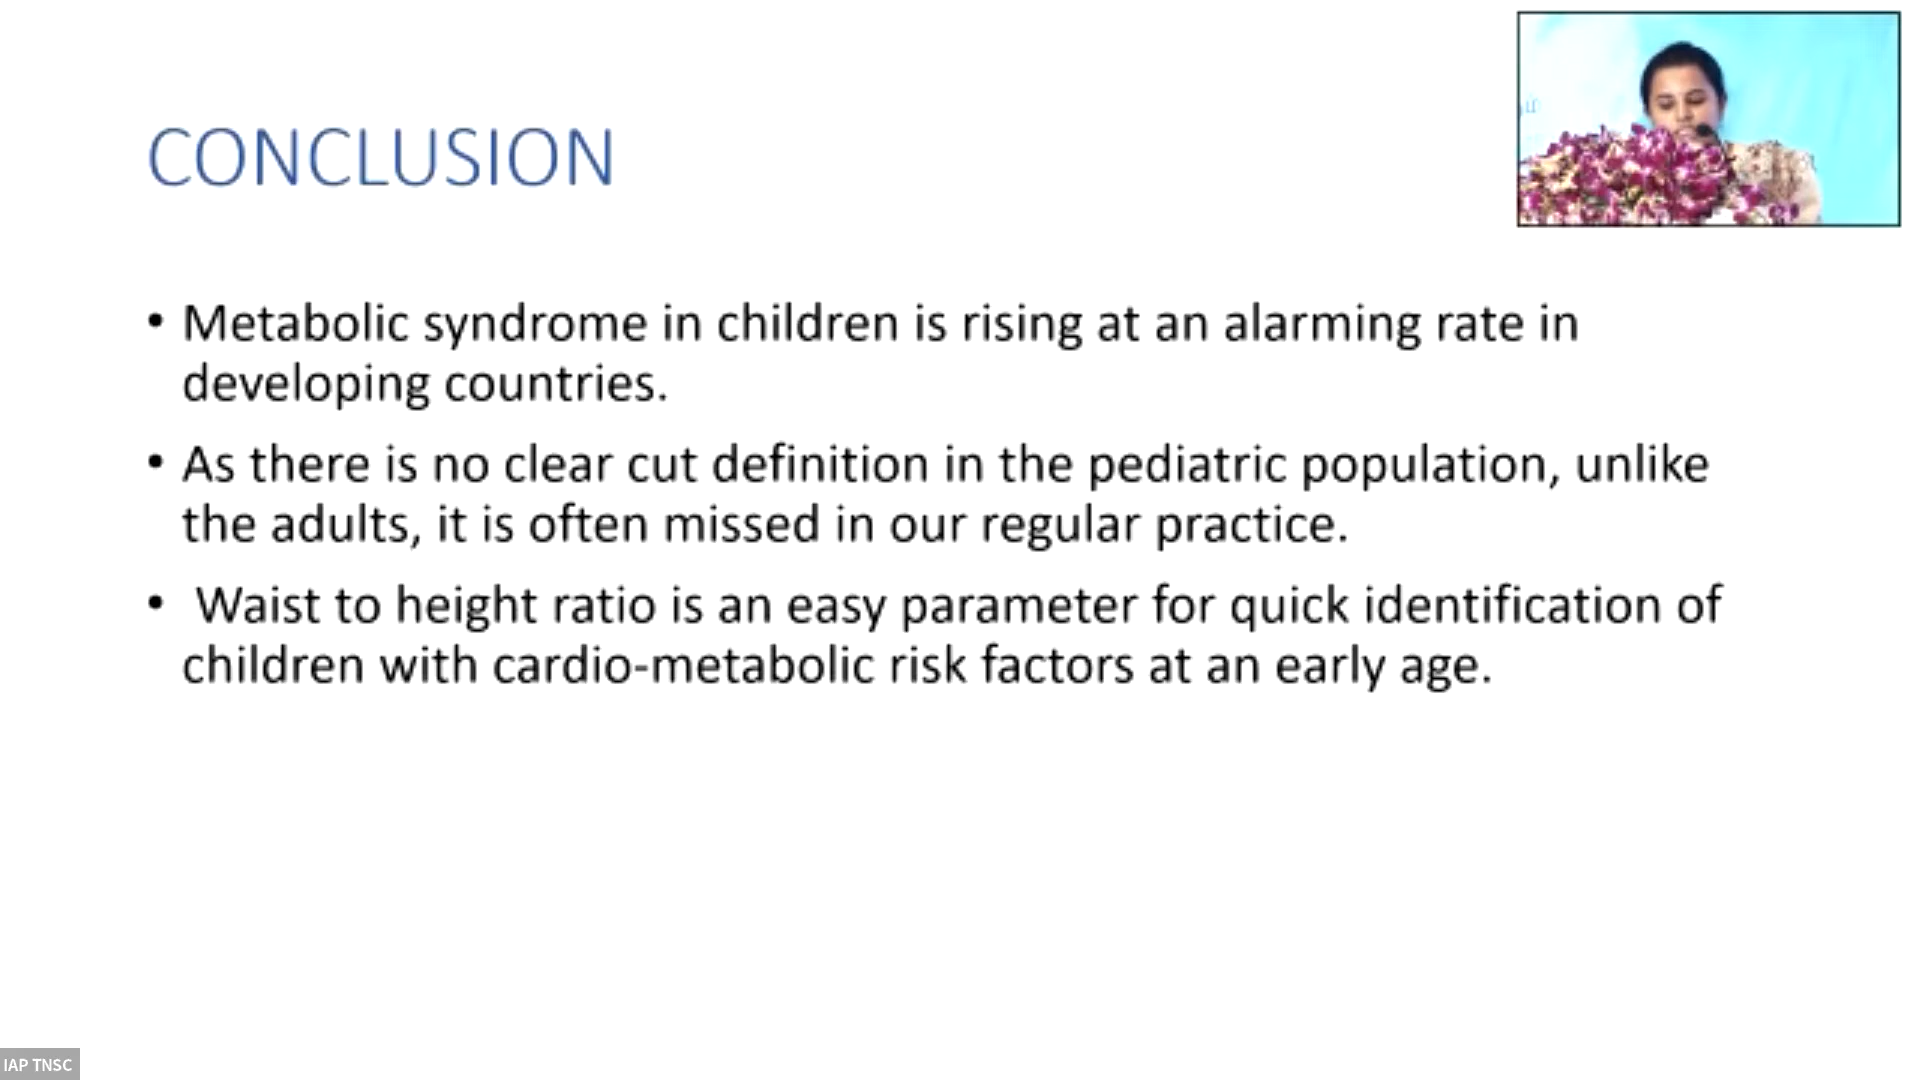 CONCLUSION
• Metabolic syndrome in children is rising at an alarming rate in
developing countries.
• As there is no clear cut definition in the pediatric population, unlike
the adults, it is often missed in our regular practice.
• Waist to height ratio is an easy parameter for quick identification of
children with cardio-metabolic risk factors at an early age.
IAP TNSC